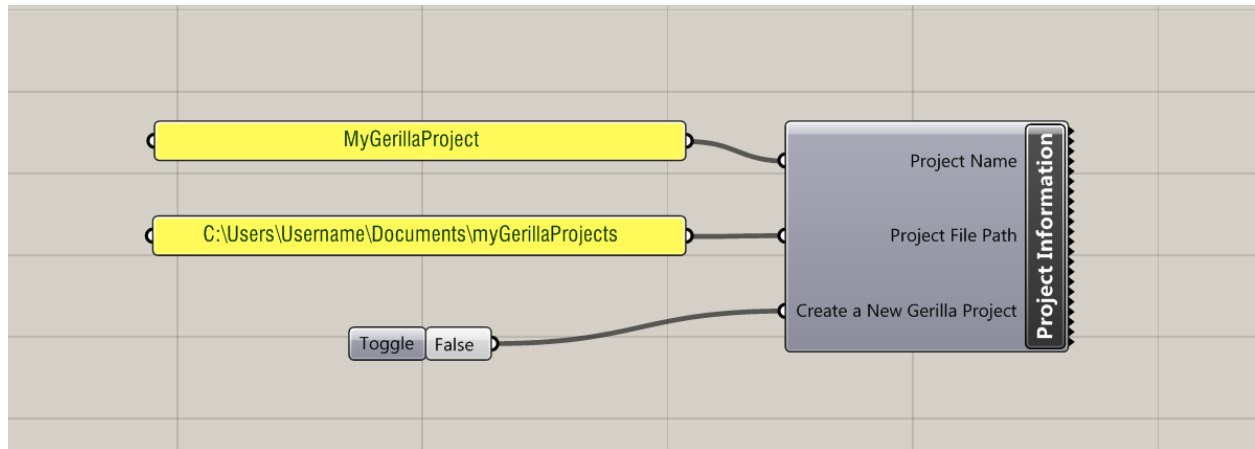 MyGerillaProject
Project Name
C:\Users\Username\Documents\myGerillaProjects
Project File Path
Create a New Gerilla Project
Toggle False
Project Information